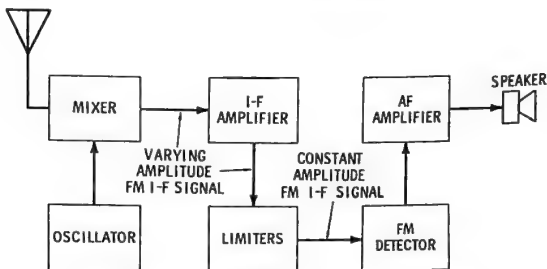 MIXER
I-F
AMPLIFIER
AF
AMPLIFIER
SPEAKER
VARYING
AMPLITUDE
FM I-F SIGNAL
CONSTANT
AMPLITUDE
FM I-F SIGNAL
OSCILLATOR
LIMITERS
FM
DETECTOR